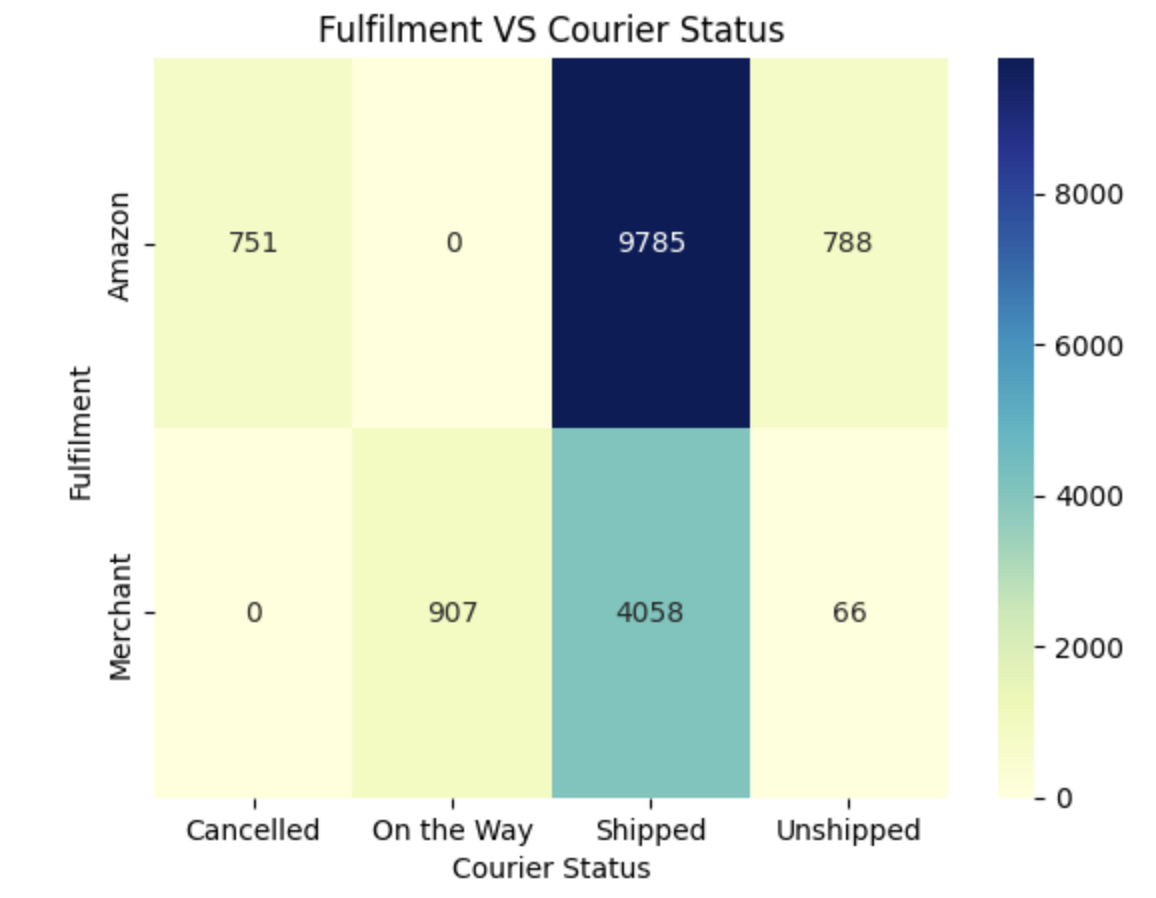 Fulfilment VS Courier Status
Amazon
751 0 9785 788
8000
6000
Fulfilment
4000
Merchant
0 907 4058 66
2000
0
Cancelled On the Way Shipped Unshipped
Courier Status